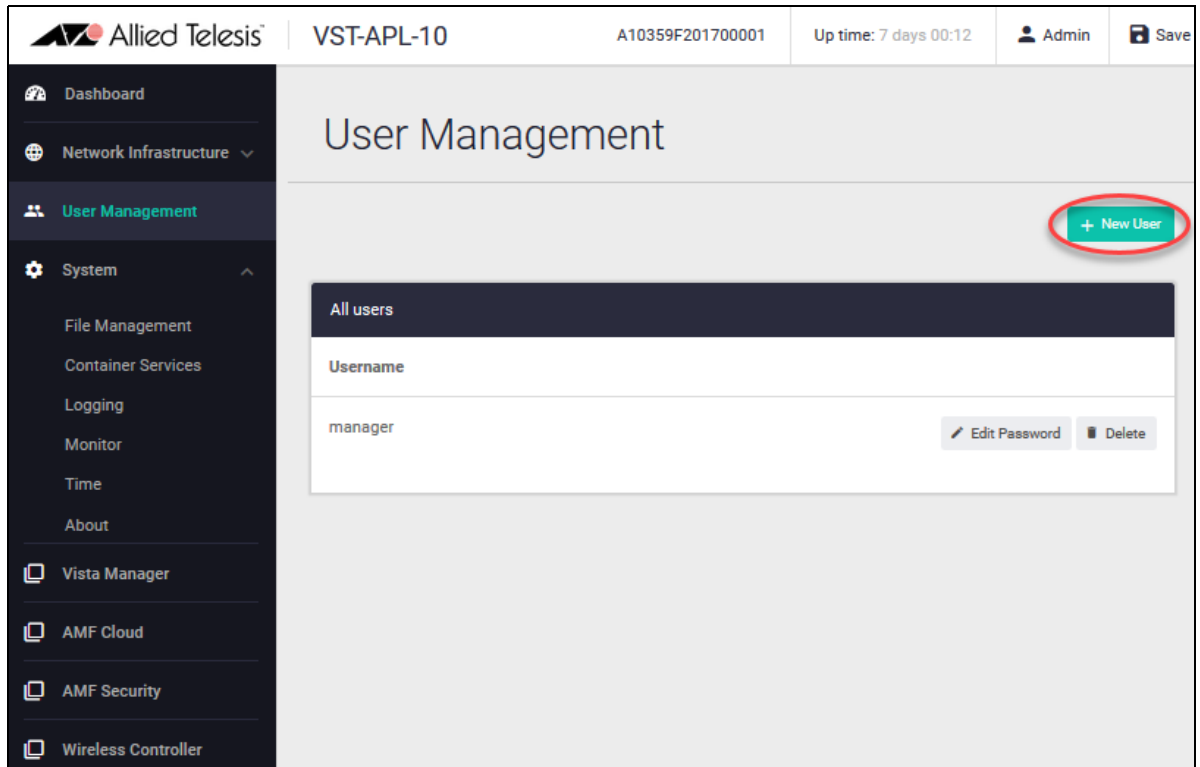 Allied Telesis
VST-APL-10
A10359F201700001
Up time: 7 days 00:12
Admin
Save
Dashboard
Network Infrastructure
User Management
System
File Management
Container Services
Logging
Monitor
Time
About
Vista Manager
AMF Cloud
AMF Security
Wireless Controller
User Management
+ New User
All users
Username
manager
Edit Password
Delete